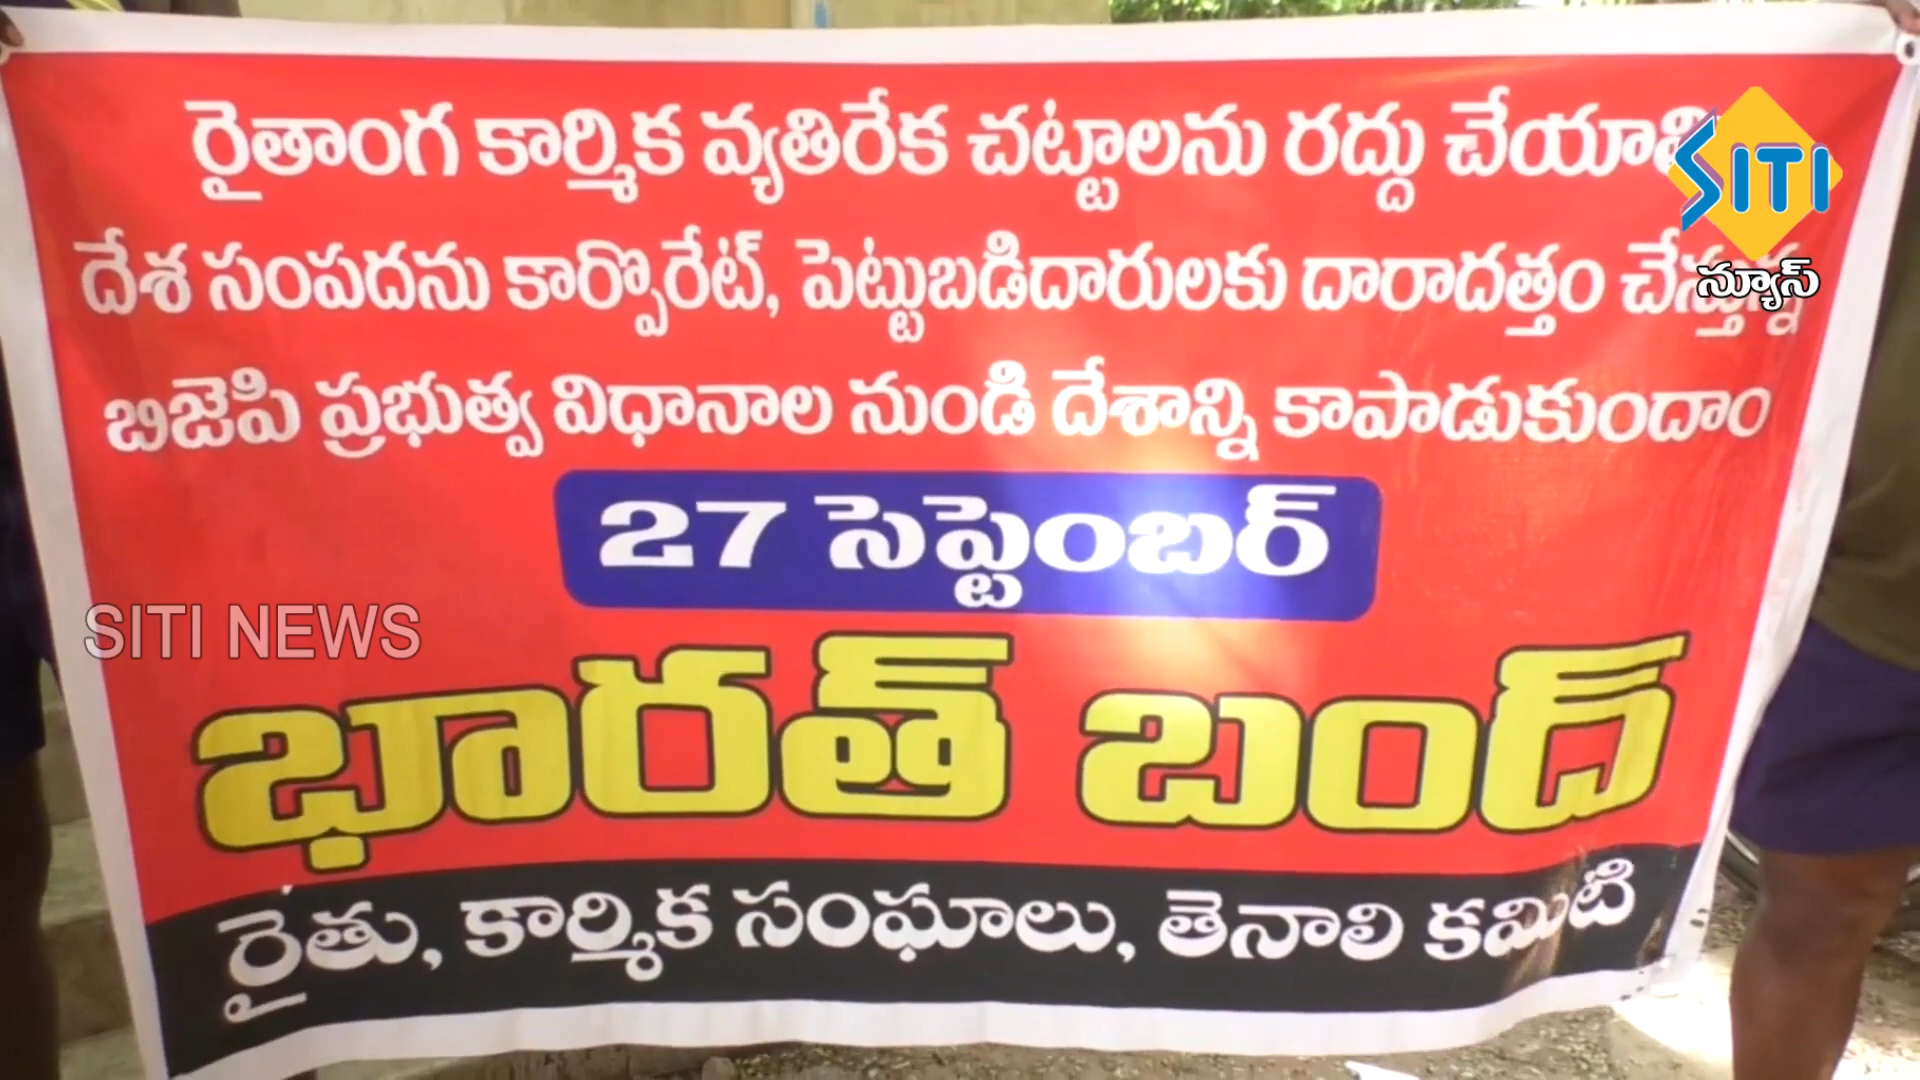 రైతాంగ కార్మిక వ్యతిరేక చట్టాలను రద్దు చేయాలి
దేశ సంపదను కార్పొరేట్, పెట్టుబడిదారులకు దారాదత్తం చేస్తున్న
బిజెపి ప్రభుత్వ విధానాల నుండి దేశాన్ని కాపాడుకుందాం
27 సెప్టెంబర్
భారత్ బంద్
రైతు, కార్మిక సంఘాలు, తెనాలి కమిటి
SITI
న్యూస్
SITI NEWS